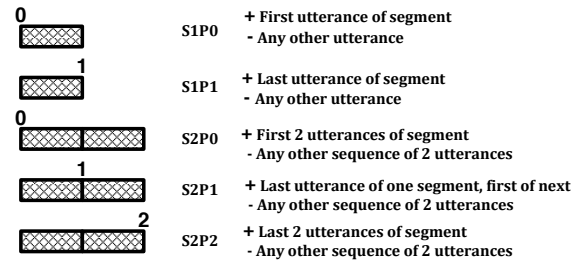 0
S1P0
+ First utterance of segment
- Any other utterance
1
S1P1
+ Last utterance of segment
- Any other utterance
0
S2P0
+ First 2 utterances of segment
- Any other sequence of 2 utterances
1
S2P1
+ Last utterance of one segment, first of next
- Any other sequence of 2 utterances
2
S2P2
+ Last 2 utterances of segment
- Any other sequence of 2 utterances